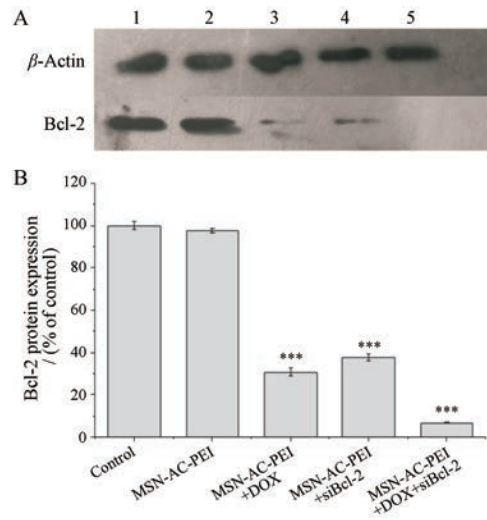 A
1 2 3 4 5
β-Actin
Bcl-2
B
Bcl-2 protein expression
/ (% of control)
120
100
80
60
40
20
0
***
***
***
Control
MSN-AC-PEI
MSN-AC-PEI
+DOX
MSN-AC-PEI
+siBcl-2
MSN-AC-PEI
+DOX+siBcl-2